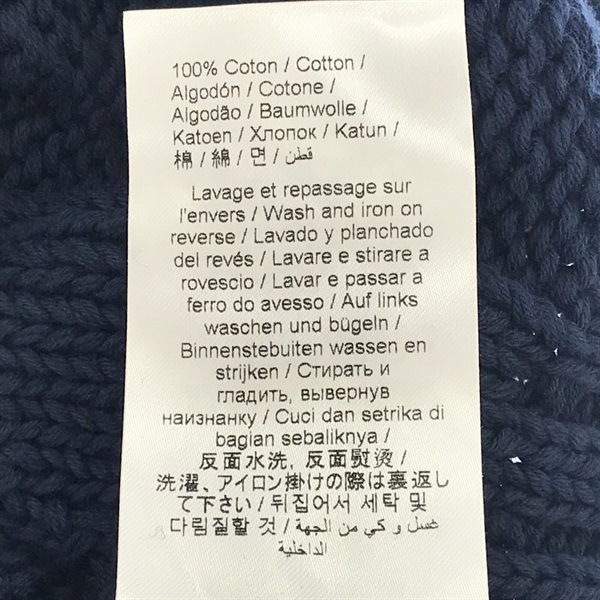 100% Coton / Cotton /
Algodón / Cotone /
Algodão / Baumwolle /
Katoen / Хлопок / Katun /
棉 / 綿 / 면 / قطن
Lavage et repassage sur
l'envers / Wash and iron on
reverse / Lavado y planchado
del revés / Lavare e stirare a
rovescio / Lavar e passar a
ferro do avesso / Auf links
waschen und bügeln /
Binnenstebuiten wassen en
strijken / Стирать и
гладить, вывернув
наизнанку / Cuci dan setrika di
bagian sebaliknya /
反面水洗, 反面熨烫 /
洗濯、アイロン掛けの際は裏返し
て下さい / 뒤집어서 세탁 및
다림질할 것 / غسل و كي من الجهة
الداخلية